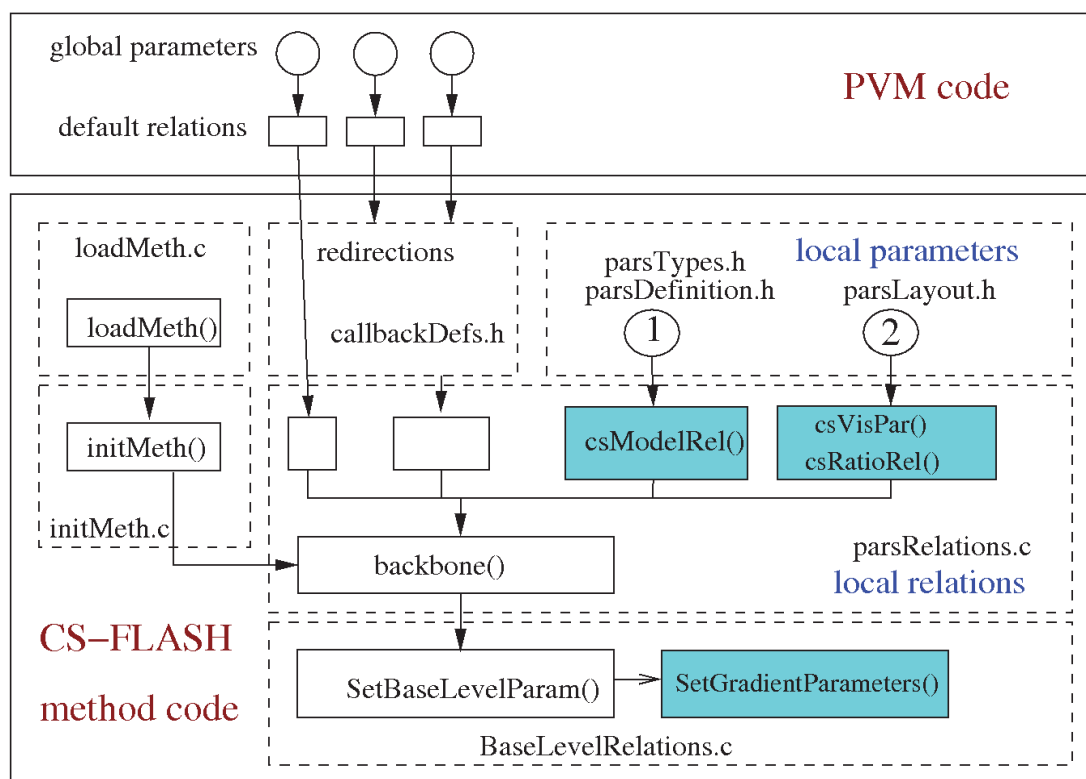 global parameters
PVM code
default relations
loadMeth.c
loadMeth()
redirections
callbackDefs.h
local parameters
parsTypes.h
parsDefinition.h
parsLayout.h
1
2
initMeth()
initMeth.c
csModelRel()
csVisPar()
csRatioRel()
backbone()
parsRelations.c
local relations
CS−FLASH
method code
SetBaseLevelParam()
SetGradientParameters()
BaseLevelRelations.c